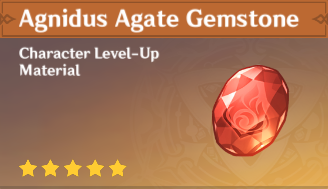 Agnidus Agate Gemstone
Character Level-Up
Material